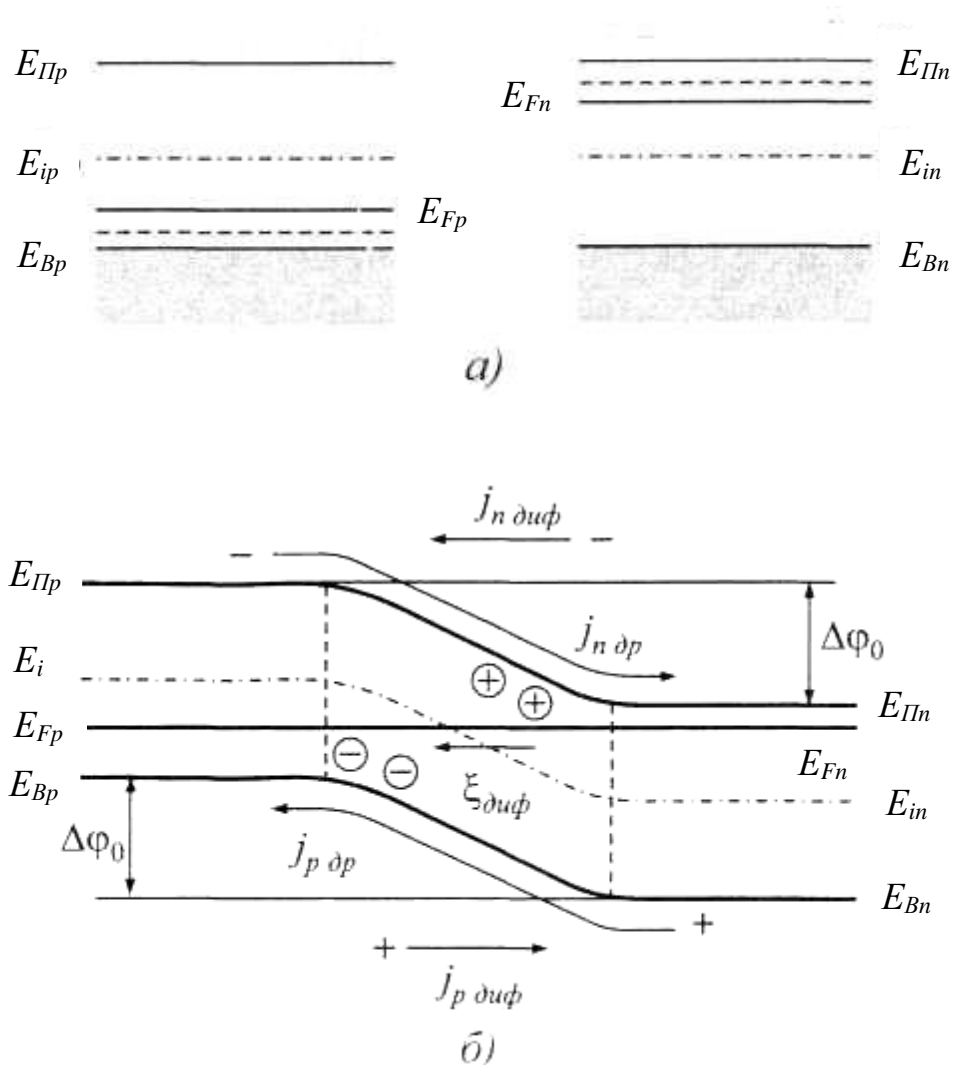 E_Пp E_Пn
E_Fn
E_ip E_in
E_Fp
E_Bp E_Bn
а)
j_n диф
−
−
E_Пp
Δφ₀
j_n др
E_i
+ +
E_Пn
E_Fp
E_Fn
− −
E_Bp
ξ_диф
E_in
Δφ₀
j_p др
E_Bn
+
+
j_p диф
б)